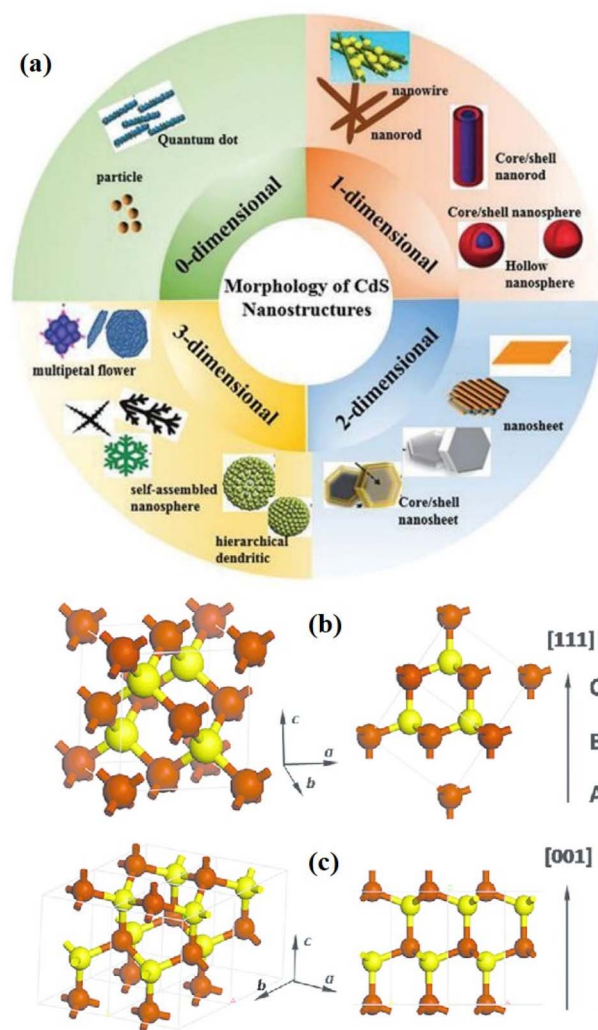 (a)
nanowire
nanorod
Core/shell
nanorod
Core/shell nanosphere
Hollow
nanosphere
Quantum dot
particle
0-dimensional
1-dimensional
Morphology of CdS
Nanostructures
3-dimensional
2-dimensional
multipetal flower
self-assembled
nanosphere
hierarchical
dendritic
nanosheet
Core/shell
nanosheet
(b)
c
a
b
[111]
B
A
(c)
c
b
a
[001]